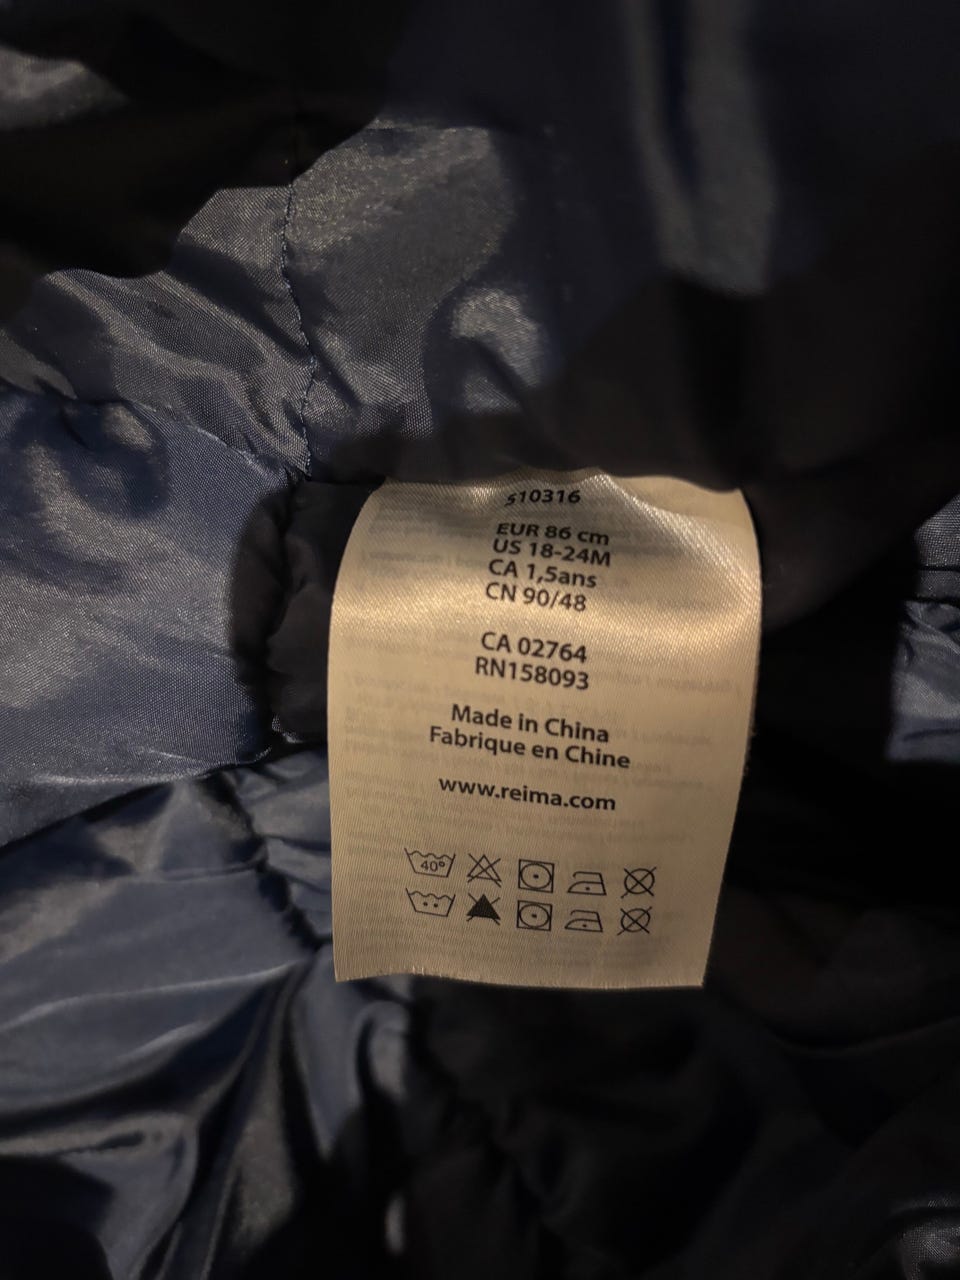 510316
EUR 86 cm
US 18-24M
CA 1,5ans
CN 90/48
CA 02764
RN158093
Made in China
Fabrique en Chine
www.reima.com
40°